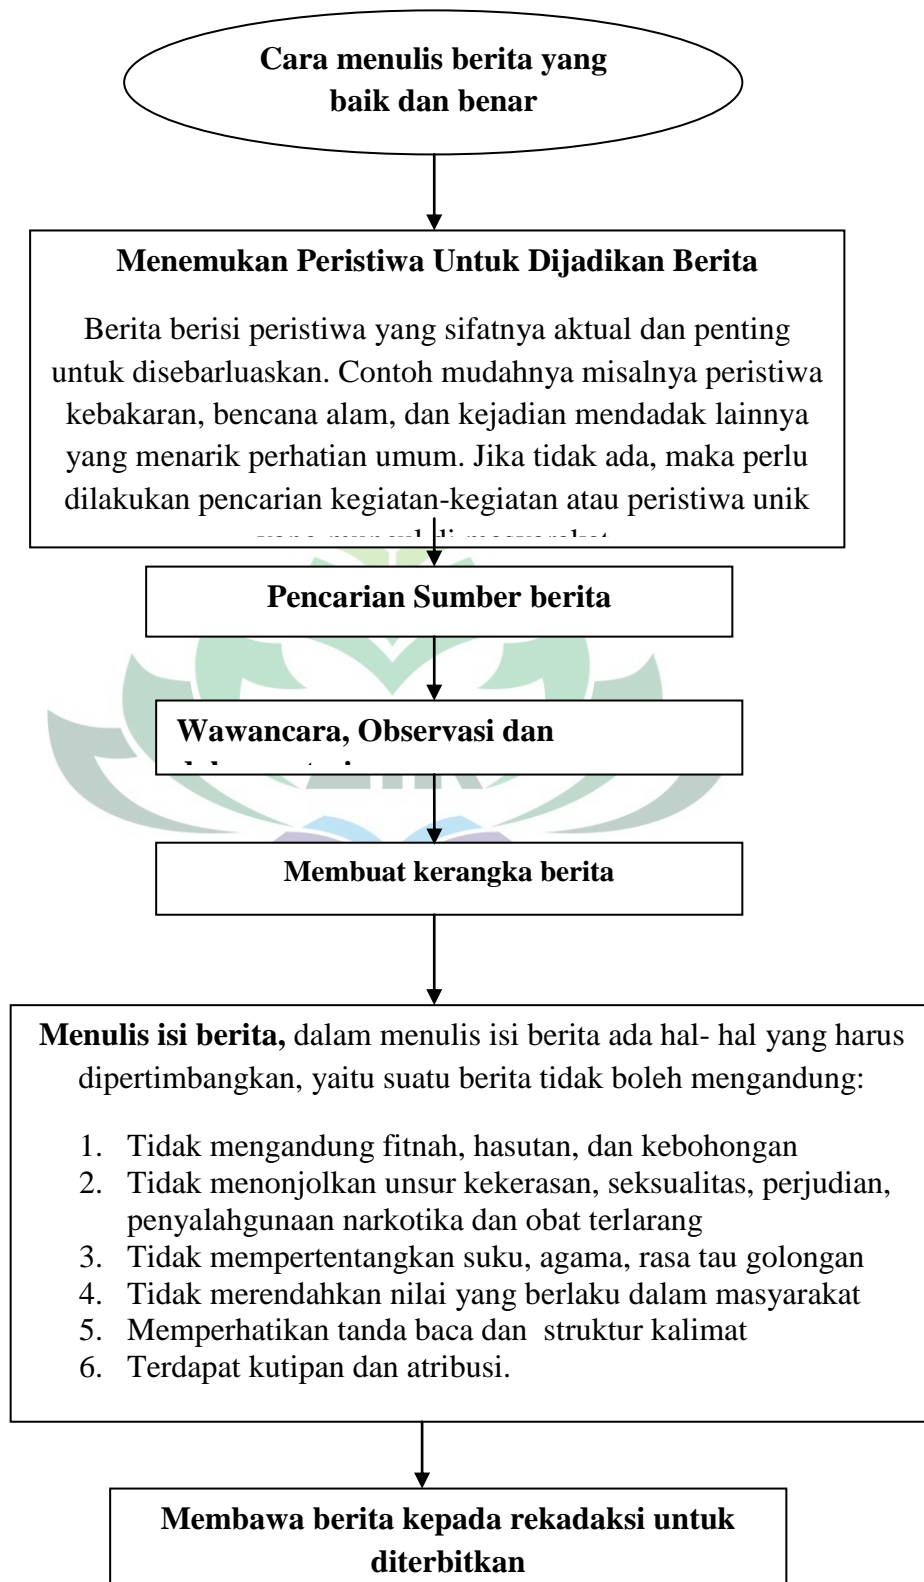 Cara menulis berita yang
baik dan benar
Menemukan Peristiwa Untuk Dijadikan Berita
Berita berisi peristiwa yang sifatnya aktual dan penting
untuk disebarluaskan. Contoh mudahnya misalnya peristiwa
kebakaran, bencana alam, dan kejadian mendadak lainnya
yang menarik perhatian umum. Jika tidak ada, maka perlu
dilakukan pencarian kegiatan-kegiatan atau peristiwa unik
Pencarian Sumber berita
Wawancara, Observasi dan
Membuat kerangka berita
Menulis isi berita, dalam menulis isi berita ada hal- hal yang harus
dipertimbangkan, yaitu suatu berita tidak boleh mengandung:
1. Tidak mengandung fitnah, hasutan, dan kebohongan
2. Tidak menonjolkan unsur kekerasan, seksualitas, perjudian,
penyalahgunaan narkotika dan obat terlarang
3. Tidak mempertentangkan suku, agama, rasa tau golongan
4. Tidak merendahkan nilai yang berlaku dalam masyarakat
5. Memperhatikan tanda baca dan  struktur kalimat
6. Terdapat kutipan dan atribusi.
Membawa berita kepada rekadaksi untuk
diterbitkan